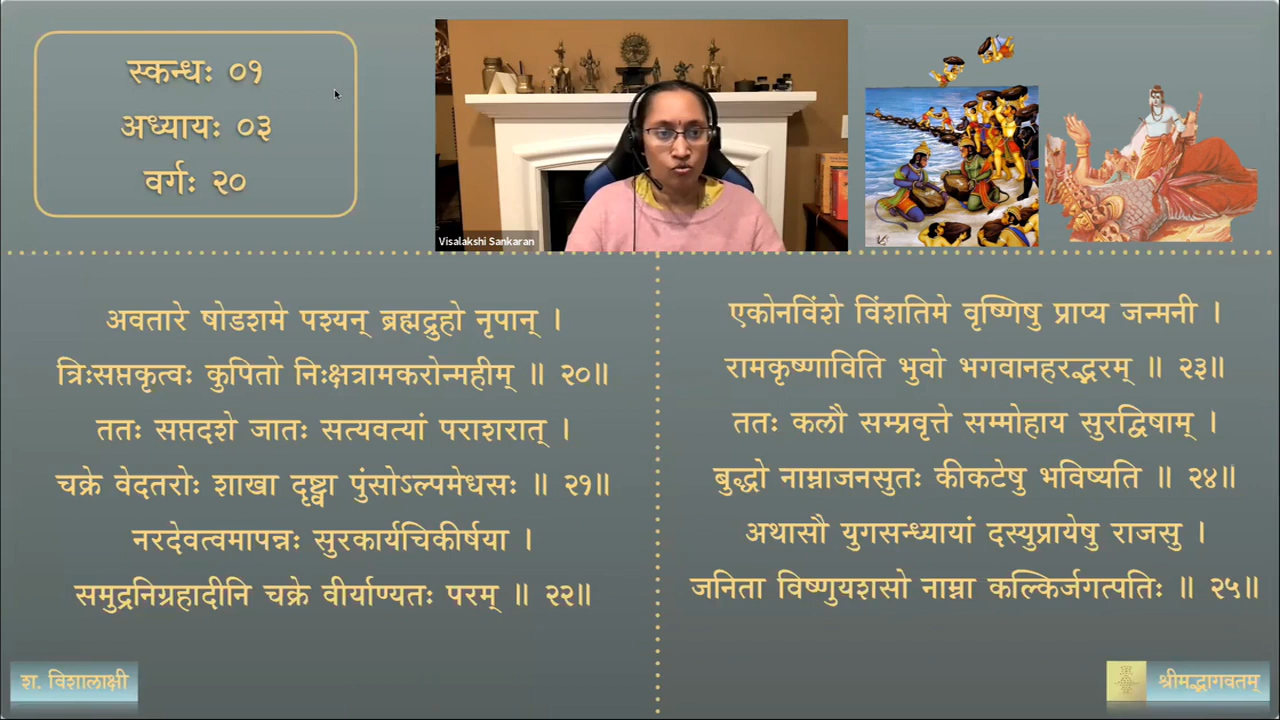 स्कन्धः ०१
अध्यायः ०३
वर्गः २०
Visalakshi Sankaran
अवतारे षोडशमे पश्यन् ब्रह्मद्रुहो नृपान् ।
त्रिःसप्तकृत्वः कुपितो निःक्षत्रामकरोन्महीम् ॥ २०॥
ततः सप्तदशे जातः सत्यवत्यां पराशरात् ।
चक्रे वेदतरोः शाखा दृष्ट्वा पुंसोऽल्पमेधसः ॥ २१॥
नरदेवत्वमापन्नः सुरकार्यचिकीर्षया ।
समुद्रनिग्रहादीनि चक्रे वीर्याण्यतः परम् ॥ २२॥
एकोनविंशे विंशतिमे वृष्णिषु प्राप्य जन्मनी ।
रामकृष्णाविति भुवो भगवानहरद्भरम् ॥ २३॥
ततः कलौ सम्प्रवृत्ते सम्मोहाय सुरद्विषाम् ।
बुद्धो नाम्नाजनसुतः कीकटेषु भविष्यति ॥ २४॥
अथासौ युगसन्ध्यायां दस्युप्रायेषु राजसु ।
जनिता विष्णुयशसो नाम्ना कल्किर्जगत्पतिः ॥ २५॥
श. विशालाक्षी
श्रीमद्भागवतम्